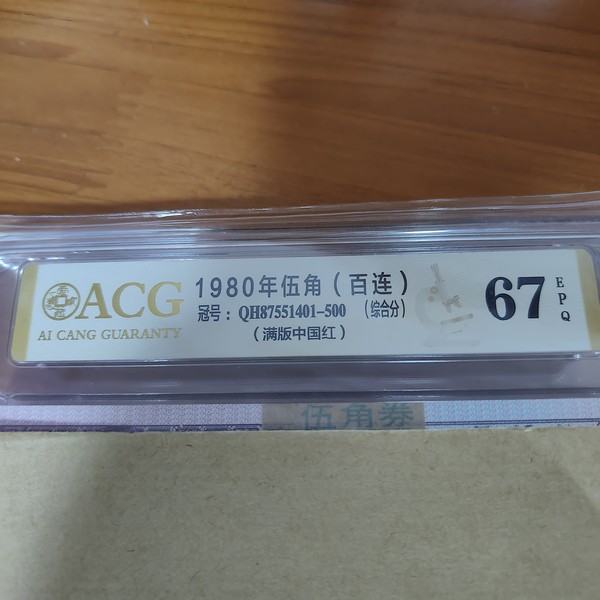 ACG
AI CANG GUARANTY
1980年伍角（百连）
冠号：QH87551401-500 （综合分）
（满版中国红）
67
EPQ
伍角券